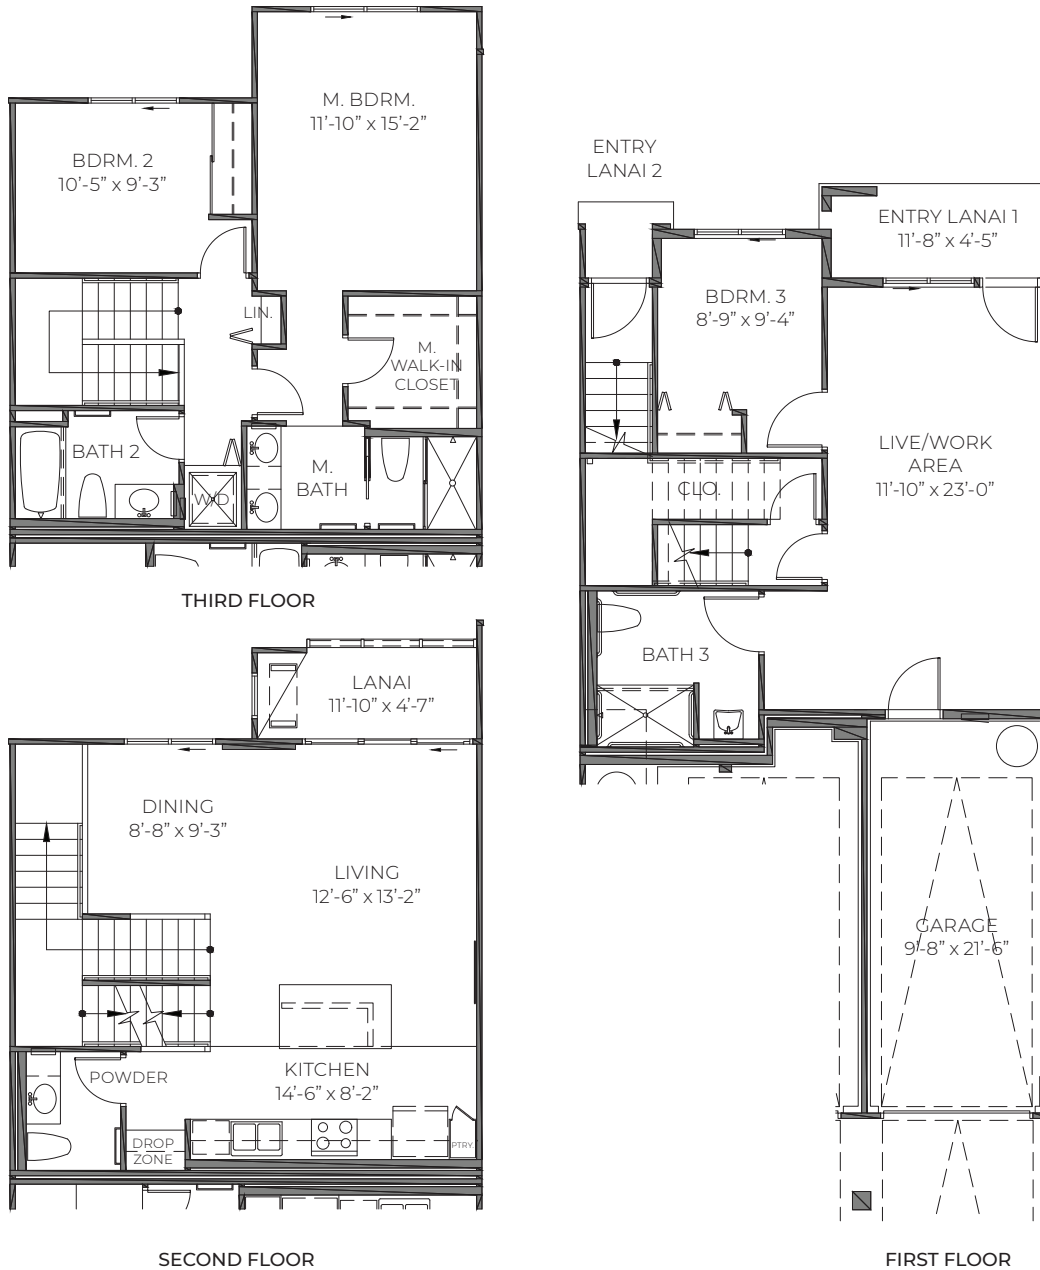 M. BDRM.
11'-10” x 15'-2”
BDRM. 2
10'-5” x 9'-3”
LIN.
M.
WALK-IN
CLOSET
BATH 2
M.
BATH
W/D
THIRD FLOOR
LANAI
11'-10” x 4'-7”
DINING
8'-8” x 9'-3”
LIVING
12'-6” x 13'-2”
POWDER
KITCHEN
14'-6” x 8'-2”
DROP
ZONE
PTRY.
SECOND FLOOR
ENTRY
LANAI 2
ENTRY LANAI 1
11'-8” x 4'-5”
BDRM. 3
8'-9” x 9'-4”
LIVE/WORK
AREA
11'-10” x 23'-0”
CLO.
BATH 3
GARAGE
9'-8” x 21'-6”
FIRST FLOOR